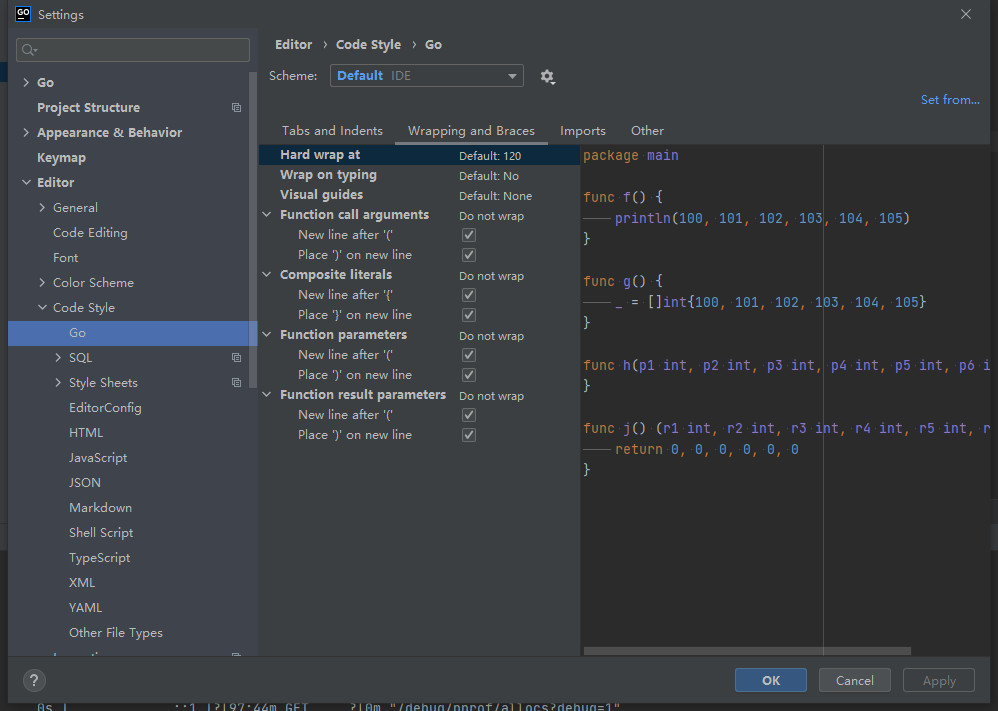 GO Settings
Editor › Code Style › Go
Scheme: Default IDE
Set from...
Go
Project Structure
Appearance & Behavior
Keymap
Editor
General
Code Editing
Font
Color Scheme
Code Style
Go
SQL
Style Sheets
EditorConfig
HTML
JavaScript
JSON
Markdown
Shell Script
TypeScript
XML
YAML
Other File Types
Tabs and Indents Wrapping and Braces Imports Other
Hard wrap at Default: 120
Wrap on typing Default: No
Visual guides Default: None
Function call arguments Do not wrap
New line after '('
Place ')' on new line
Composite literals Do not wrap
New line after '{'
Place '}' on new line
Function parameters Do not wrap
New line after '('
Place ')' on new line
Function result parameters Do not wrap
New line after '('
Place ')' on new line
package main
func f() {
println(100, 101, 102, 103, 104, 105)
}
func g() {
_ = []int{100, 101, 102, 103, 104, 105}
}
func h(p1 int, p2 int, p3 int, p4 int, p5 int, p6 i
}
func j() (r1 int, r2 int, r3 int, r4 int, r5 int, r
return 0, 0, 0, 0, 0, 0
}
?
OK Cancel Apply
0s | ::1 |?[97;44m GET ?[0m "/debug/pprof/allocs?debug=1"